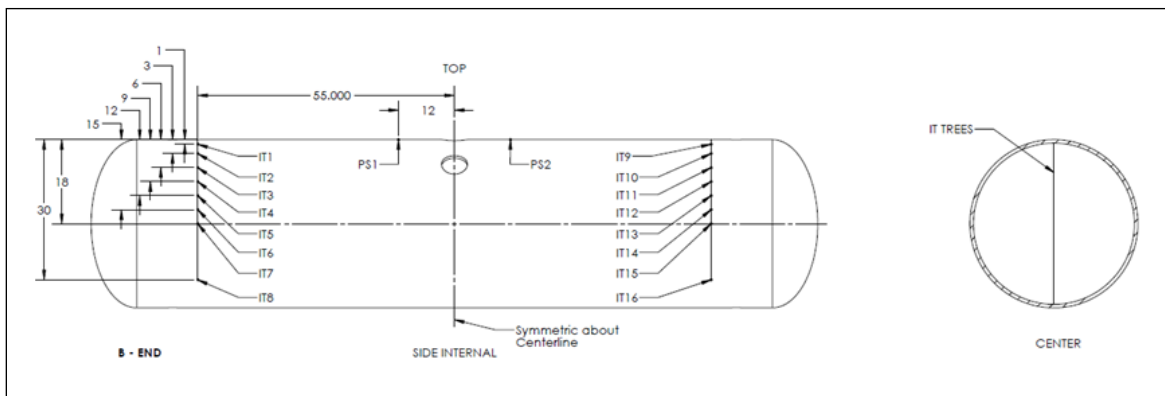 1
3
TOP
6
9
55.000
12
12
15
IT TREES
IT1
PS1
PS2
IT9
IT2
IT10
18
IT3
IT11
30
IT4
IT12
IT5
IT13
IT6
IT14
IT7
IT15
IT8
IT16
Symmetric about
Centerline
B - END
SIDE INTERNAL
CENTER